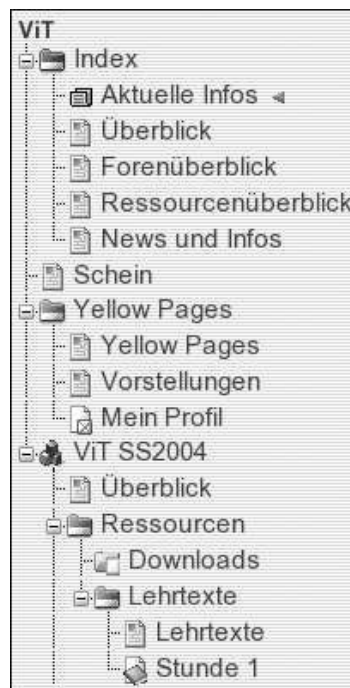 ViT
Index
Aktuelle Infos
Überblick
Forenüberblick
Ressourcenüberblick
News und Infos
Schein
Yellow Pages
Yellow Pages
Vorstellungen
Mein Profil
ViT SS2004
Überblick
Ressourcen
Downloads
Lehrtexte
Lehrtexte
Stunde 1